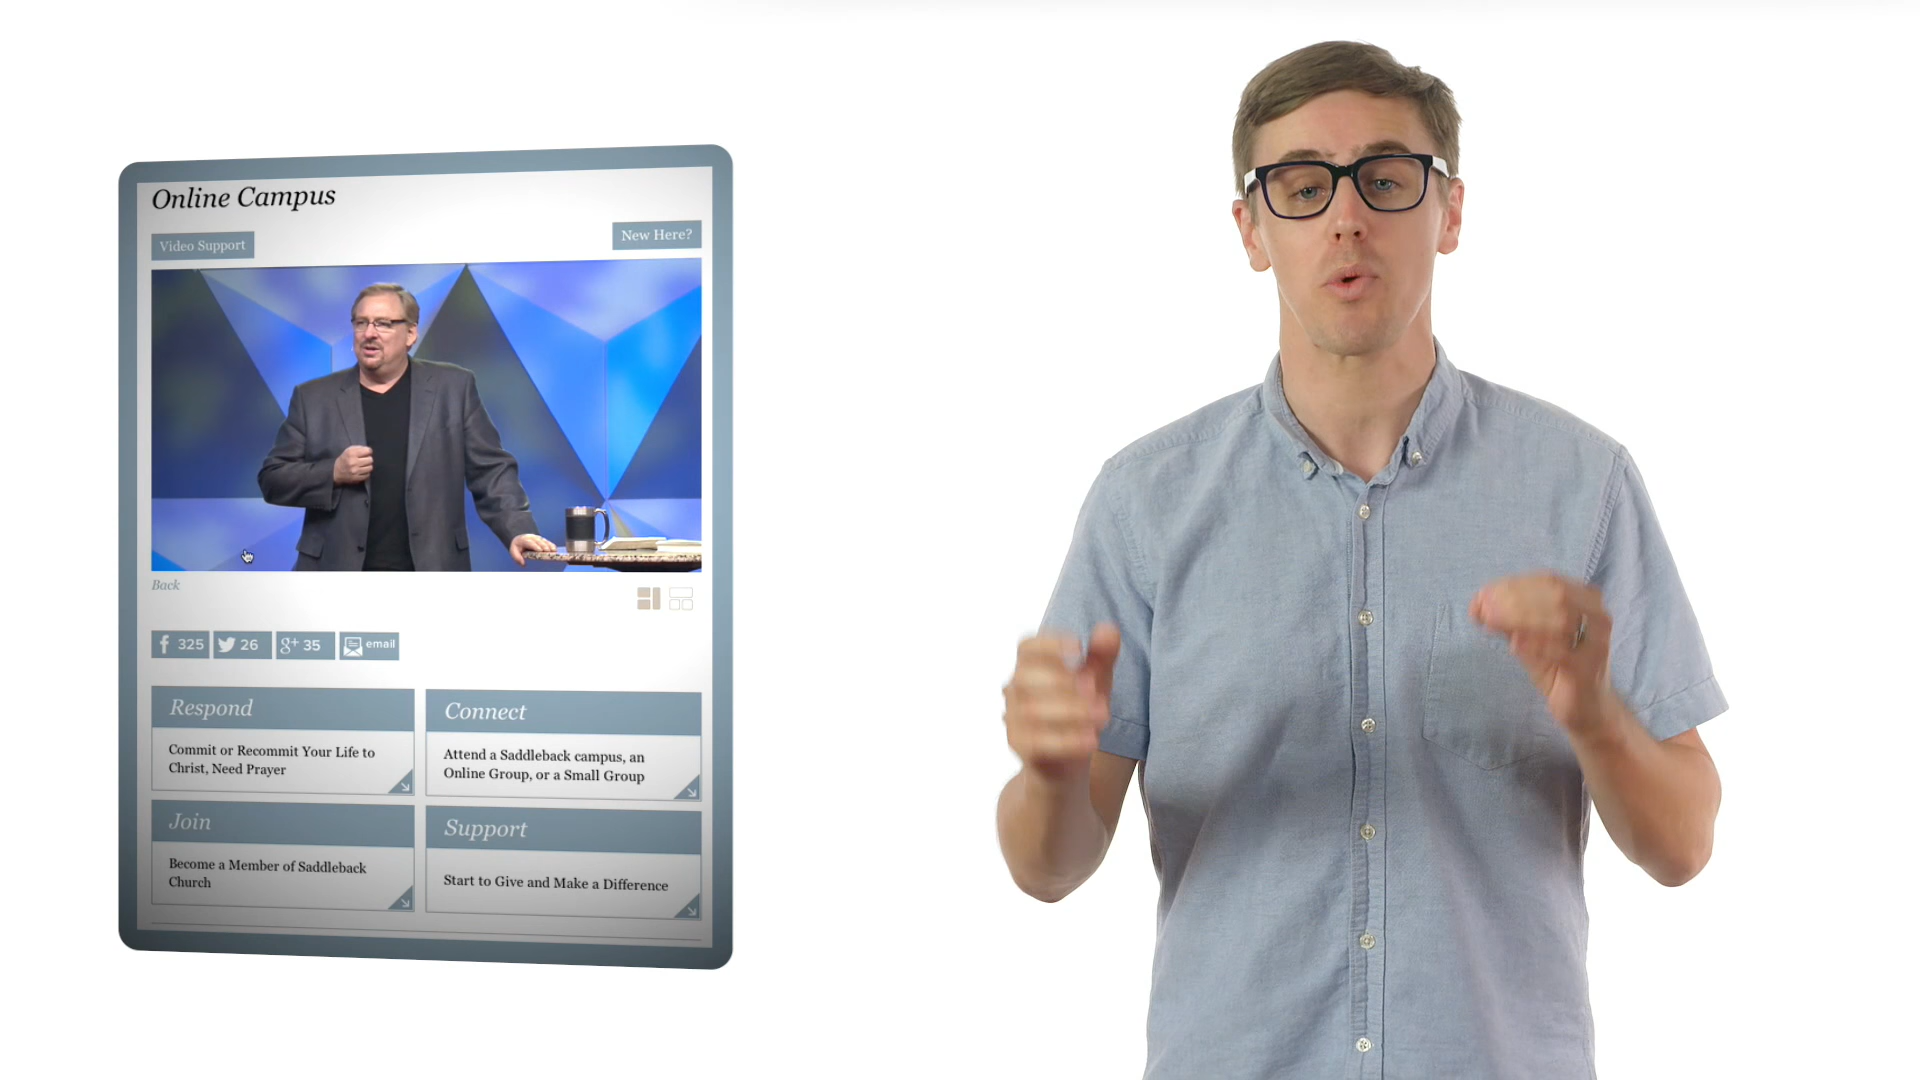 Online Campus
Video Support
New Here?
Back
325
26
g+ 35
email
Respond
Commit or Recommit Your Life to
Christ, Need Prayer
Connect
Attend a Saddleback campus, an
Online Group, or a Small Group
Join
Become a Member of Saddleback
Church
Support
Start to Give and Make a Difference